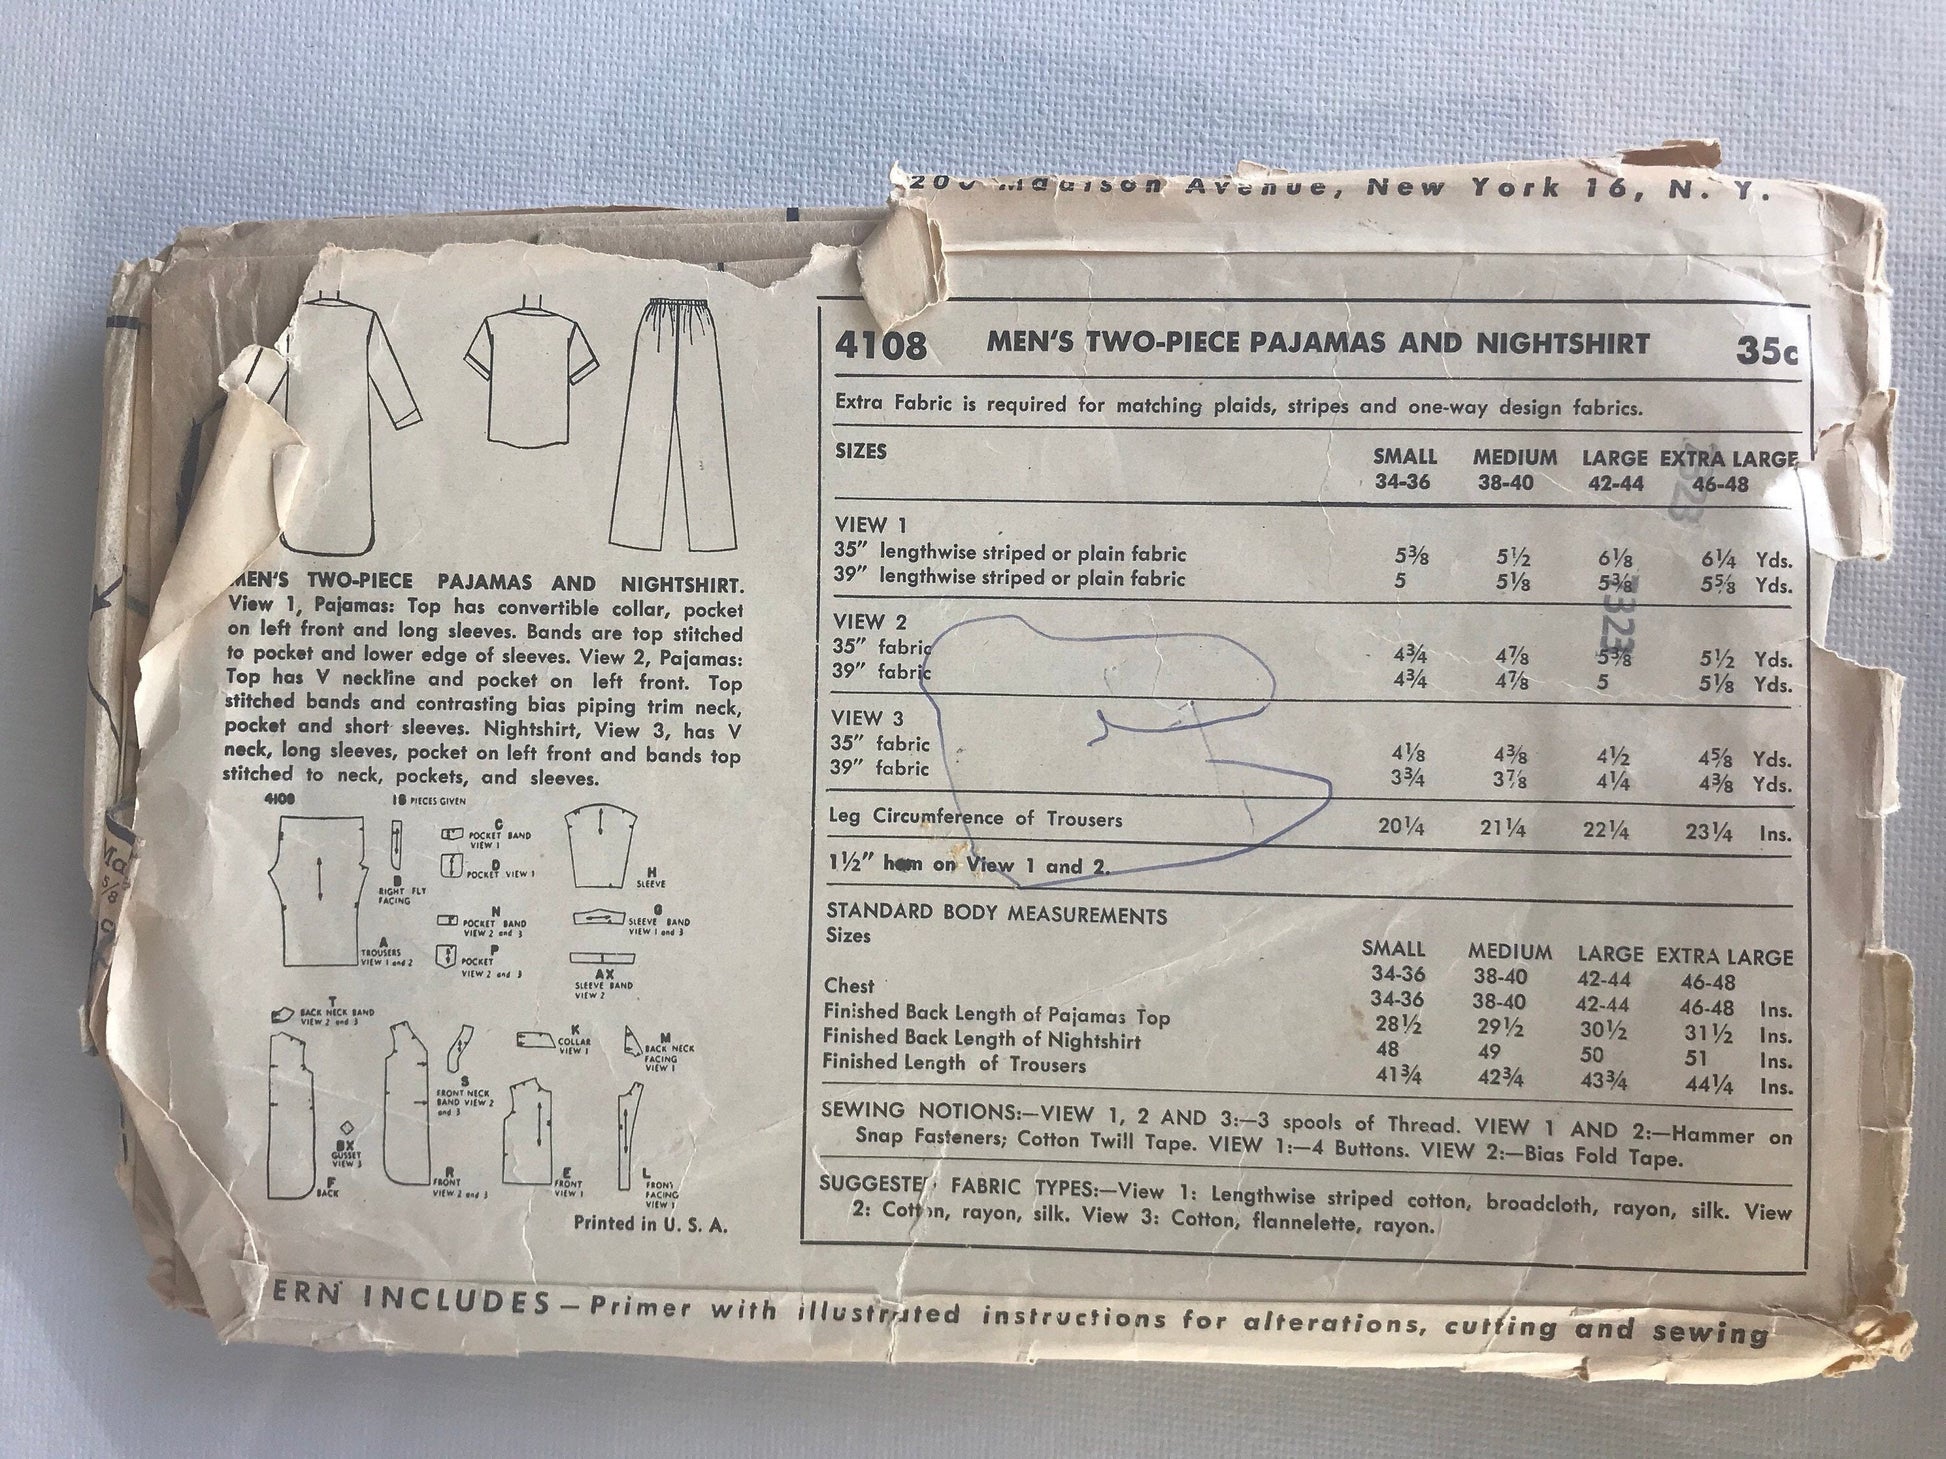 Avenue, New York 16, N. Y.
MEN'S TWO-PIECE PAJAMAS AND NIGHTSHIRT.
View 1, Pajamas: Top has convertible collar, pocket
on left front and long sleeves. Bands are top stitched
to pocket and lower edge of sleeves. View 2, Pajamas:
Top has V neckline and pocket on left front. Top
stitched bands and contrasting bias piping trim neck,
pocket and short sleeves. Nightshirt, View 3, has V
neck, long sleeves, pocket on left front and bands top
stitched to neck, pockets, and sleeves.
4108
18 PIECES GIVEN
A
TROUSERS
VIEW 1 and 2
B
RIGHT FLY
FACING
C
POCKET BAND
VIEW 1
D
POCKET VIEW 1
N
POCKET BAND
VIEW 2 and 3
P
POCKET
VIEW 2 and 3
H
SLEEVE
G
SLEEVE BAND
VIEW 1 and 3
AX
SLEEVE BAND
VIEW 2
T
BACK NECK BAND
VIEW 2 and 3
F
BACK
BX
GUSSET
VIEW 3
R
FRONT
VIEW 2 and 3
S
FRONT NECK
BAND VIEW 2
and 3
K
COLLAR
VIEW 1
M
BACK NECK
FACING
VIEW 1
E
FRONT
VIEW 1
L
FRONT
FACING
VIEW 1
Printed in U. S. A.
4108 MEN'S TWO-PIECE PAJAMAS AND NIGHTSHIRT 35c
Extra Fabric is required for matching plaids, stripes and one-way design fabrics.
SIZES SMALL MEDIUM LARGE EXTRA LARGE
34-36 38-40 42-44 46-48
VIEW 1
35" lengthwise striped or plain fabric 5⅜ 5½ 6⅛ 6¼ Yds.
39" lengthwise striped or plain fabric 5 5⅛ 5⅜ 5⅝ Yds.
VIEW 2
35" fabric 4¾ 4⅞ 5⅜ 5½ Yds.
39" fabric 4¾ 4⅞ 5 5⅛ Yds.
VIEW 3
35" fabric 4⅛ 4⅜ 4½ 4⅝ Yds.
39" fabric 3¾ 3⅞ 4¼ 4⅜ Yds.
Leg Circumference of Trousers 20¼ 21¼ 22¼ 23¼ Ins.
1½" hem on View 1 and 2.
STANDARD BODY MEASUREMENTS
Sizes SMALL MEDIUM LARGE EXTRA LARGE
34-36 38-40 42-44 46-48
Chest 34-36 38-40 42-44 46-48 Ins.
Finished Back Length of Pajamas Top 28½ 29½ 30½ 31½ Ins.
Finished Back Length of Nightshirt 48 49 50 51 Ins.
Finished Length of Trousers 41¾ 42¾ 43¾ 44¼ Ins.
SEWING NOTIONS:—VIEW 1, 2 AND 3:—3 spools of Thread. VIEW 1 AND 2:—Hammer on
Snap Fasteners; Cotton Twill Tape. VIEW 1:—4 Buttons. VIEW 2:—Bias Fold Tape.
SUGGESTED FABRIC TYPES:—View 1: Lengthwise striped cotton, broadcloth, rayon, silk. View
2: Cotton, rayon, silk. View 3: Cotton, flannelette, rayon.
ERN INCLUDES—Primer with illustrated instructions for alterations, cutting and sewing